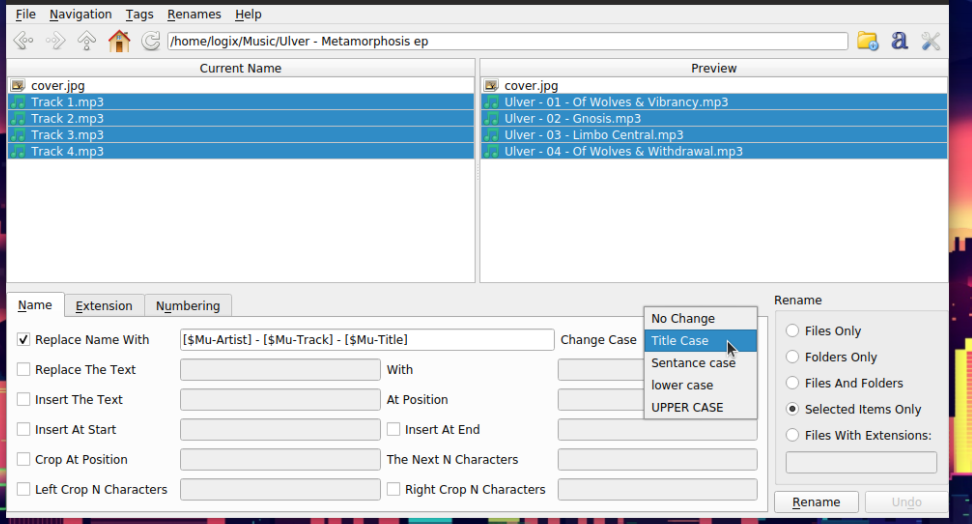 File Navigation Tags Renames Help
/home/logix/Music/Ulver - Metamorphosis ep
a
Current Name
cover.jpg
Track 1.mp3
Track 2.mp3
Track 3.mp3
Track 4.mp3
Preview
cover.jpg
Ulver - 01 - Of Wolves & Vibrancy.mp3
Ulver - 02 - Gnosis.mp3
Ulver - 03 - Limbo Central.mp3
Ulver - 04 - Of Wolves & Withdrawal.mp3
Name Extension Numbering
Replace Name With [$Mu-Artist] - [$Mu-Track] - [$Mu-Title] Change Case
Replace The Text With
Insert The Text At Position
Insert At Start Insert At End
Crop At Position The Next N Characters
Left Crop N Characters Right Crop N Characters
No Change
Title Case
Sentance case
lower case
UPPER CASE
Rename
Files Only
Folders Only
Files And Folders
Selected Items Only
Files With Extensions:
Rename Undo